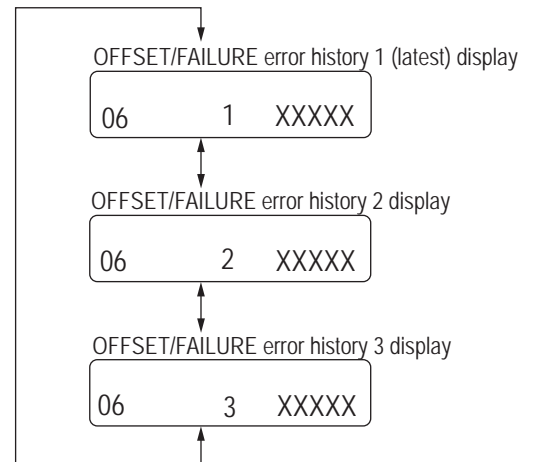 OFFSET/FAILURE error history 1 (latest) display
06 1 XXXXX
OFFSET/FAILURE error history 2 display
06 2 XXXXX
OFFSET/FAILURE error history 3 display
06 3 XXXXX